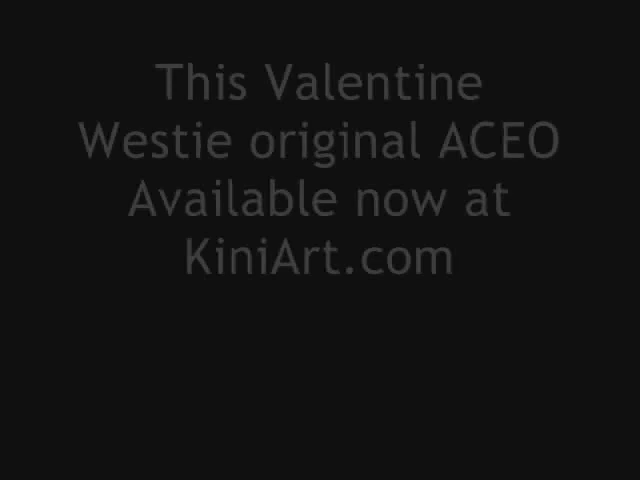 This Valentine
Westie original ACEO
Available now at
KiniArt.com